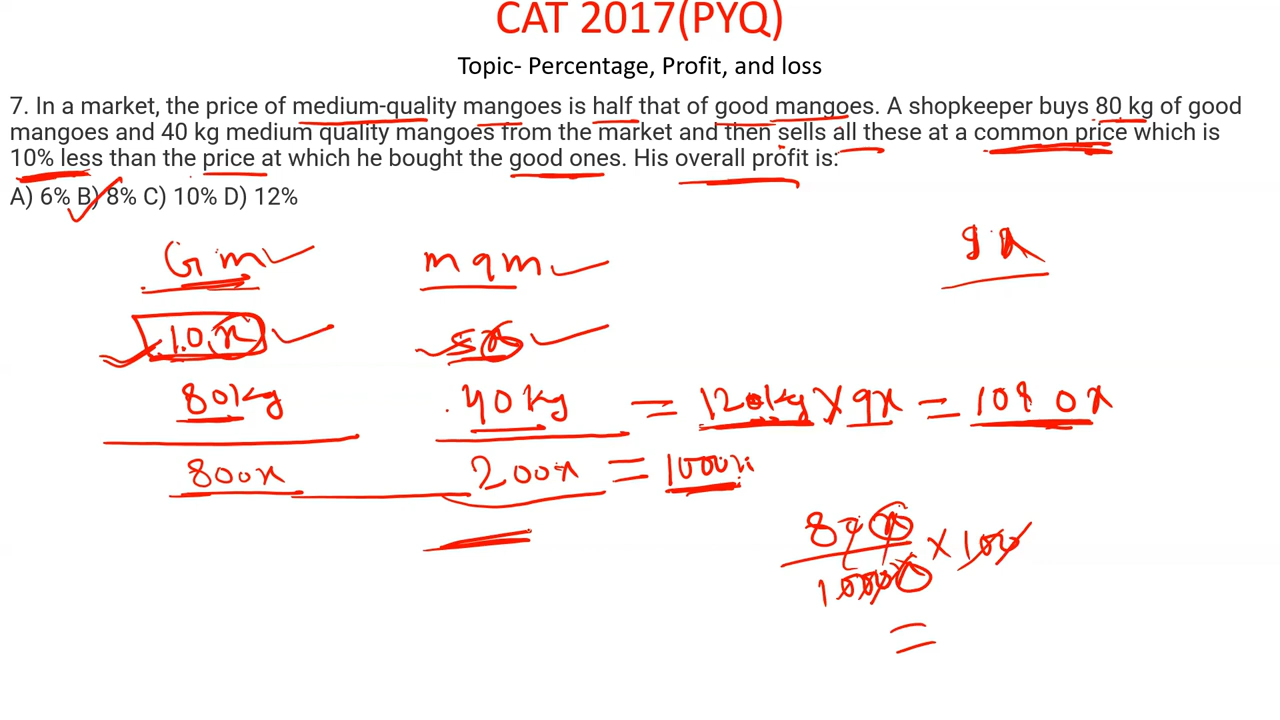 CAT 2017(PYQ)
Topic- Percentage, Profit, and loss
7. In a market, the price of medium-quality mangoes is half that of good mangoes. A shopkeeper buys 80 kg of good
mangoes and 40 kg medium quality mangoes from the market and then sells all these at a common price which is
10% less than the price at which he bought the good ones. His overall profit is:
A) 6% B) 8% C) 10% D) 12%
9x
Gm mqm
10x 5x
80kg 40kg = 120kg x 9x = 1080x
800x 200x = 1000x
80x
x 100
1000x
=